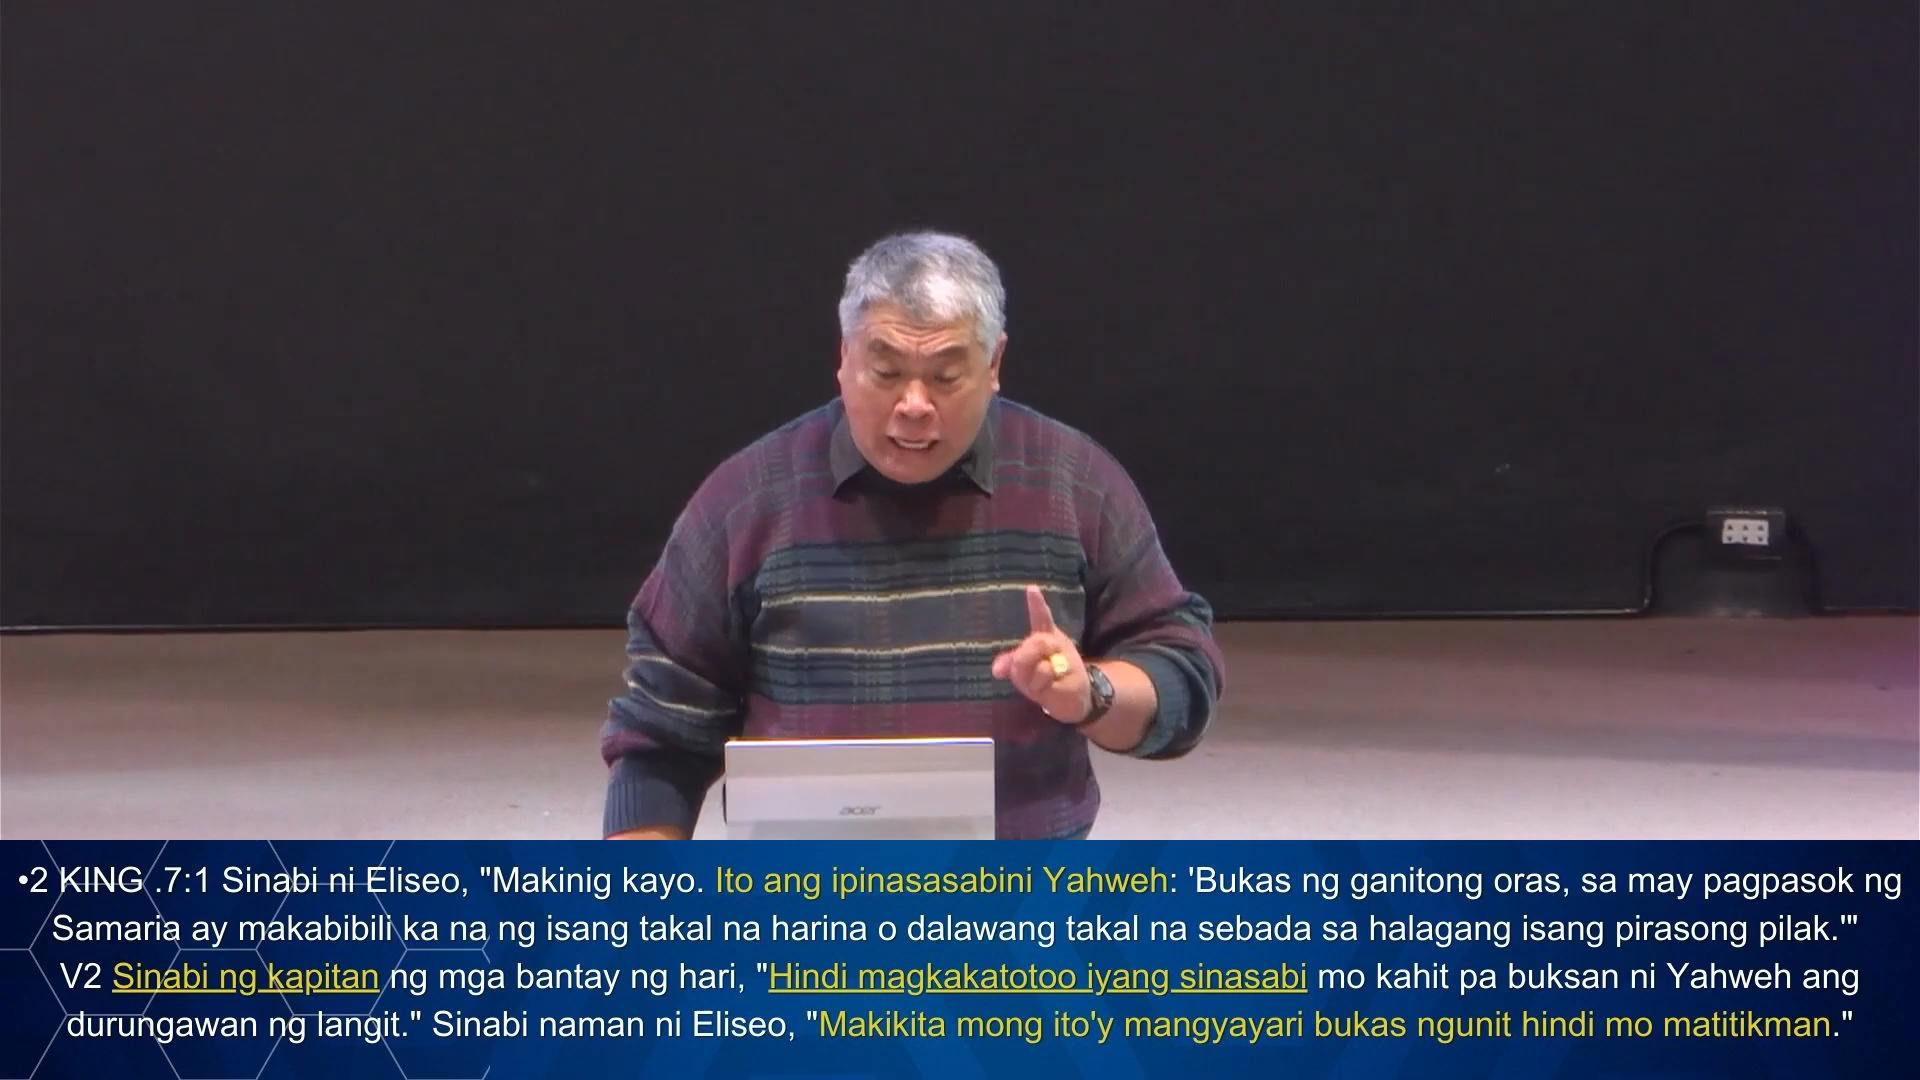 acer
•2 KING .7:1 Sinabi ni Eliseo, "Makinig kayo. Ito ang ipinasasabini Yahweh: 'Bukas ng ganitong oras, sa may pagpasok ng
Samaria ay makabibili ka na ng isang takal na harina o dalawang takal na sebada sa halagang isang pirasong pilak.'"
V2 Sinabi ng kapitan ng mga bantay ng hari, "Hindi magkakatotoo iyang sinasabi mo kahit pa buksan ni Yahweh ang
durungawan ng langit." Sinabi naman ni Eliseo, "Makikita mong ito'y mangyayari bukas ngunit hindi mo matitikman."